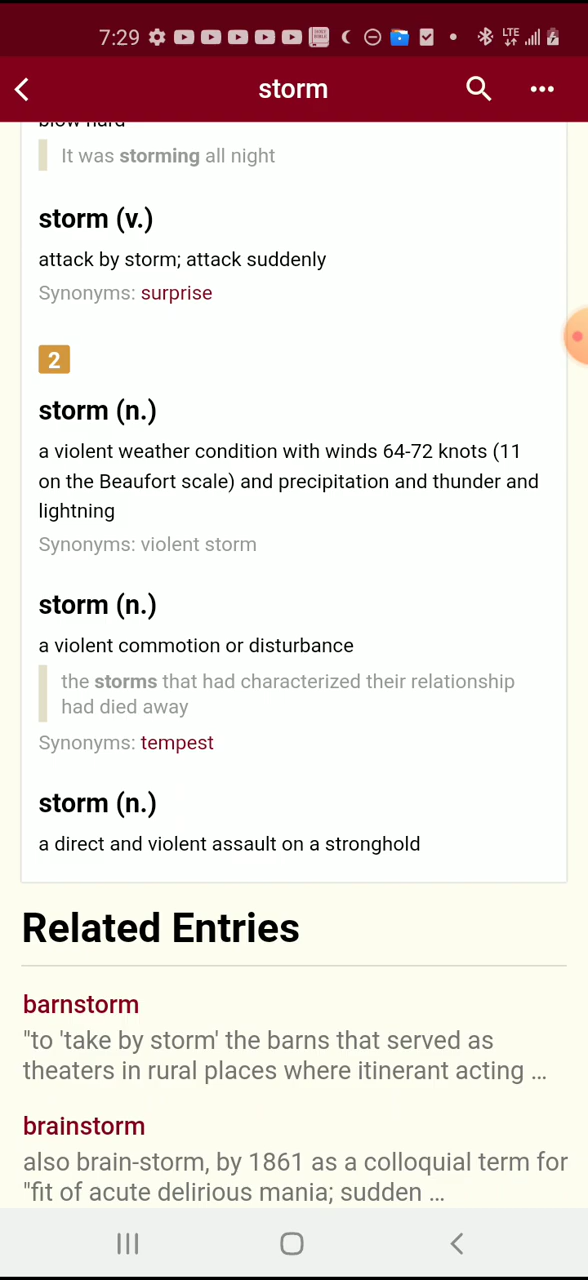 7:29
LTE
storm
blow hard
It was storming all night
storm (v.)
attack by storm; attack suddenly
Synonyms: surprise
2
storm (n.)
a violent weather condition with winds 64-72 knots (11
on the Beaufort scale) and precipitation and thunder and
lightning
Synonyms: violent storm
storm (n.)
a violent commotion or disturbance
the storms that had characterized their relationship
had died away
Synonyms: tempest
storm (n.)
a direct and violent assault on a stronghold
Related Entries
barnstorm
"to 'take by storm' the barns that served as
theaters in rural places where itinerant acting ...
brainstorm
also brain-storm, by 1861 as a colloquial term for
"fit of acute delirious mania; sudden ...